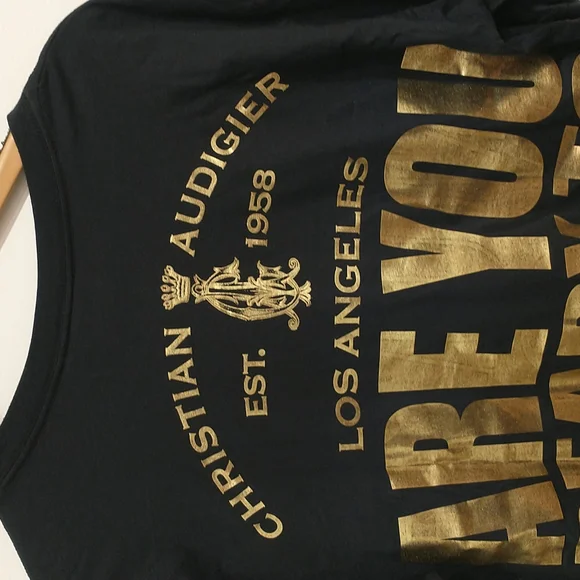 CHRISTIAN AUDIGIER
EST. 1958
LOS ANGELES
ARE YOU